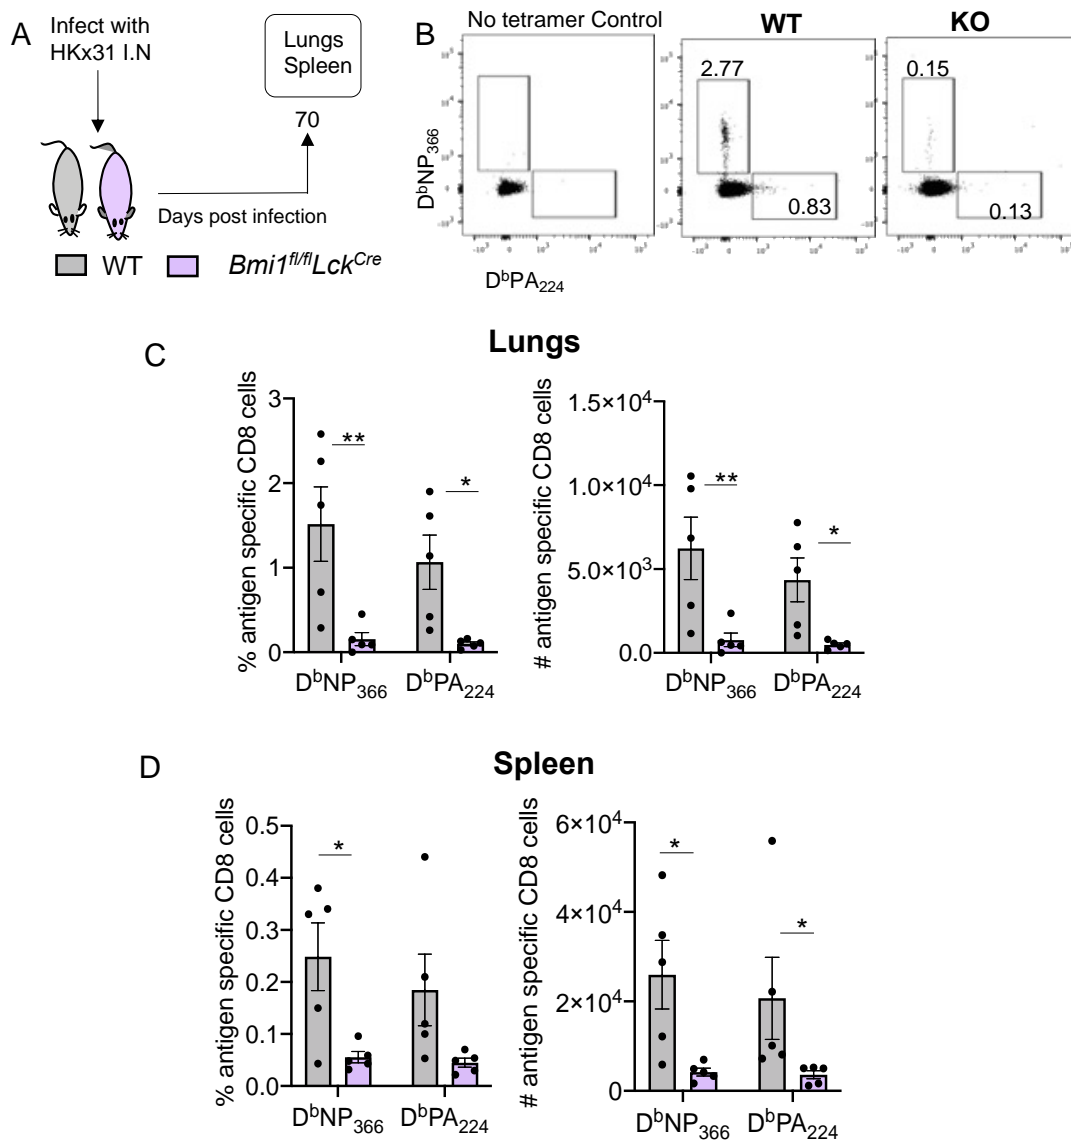 A
Infect with
HKx31 I.N
Lungs
Spleen
70
Days post infection
WT
Bmi1fl/flLckCre
B
No tetramer Control
WT
KO
2.77
0.83
0.15
0.13
DbNP366
DbPA224
C
Lungs
% antigen specific CD8 cells
3
2
1
0
**
*
DbNP366
DbPA224
# antigen specific CD8 cells
1.5×10⁴
1.0×10⁴
5.0×10³
0.0
**
*
DbNP366
DbPA224
D
Spleen
% antigen specific CD8 cells
0.5
0.4
0.3
0.2
0.1
0.0
*
DbNP366
DbPA224
# antigen specific CD8 cells
6×10⁴
4×10⁴
2×10⁴
0
*
*
DbNP366
DbPA224